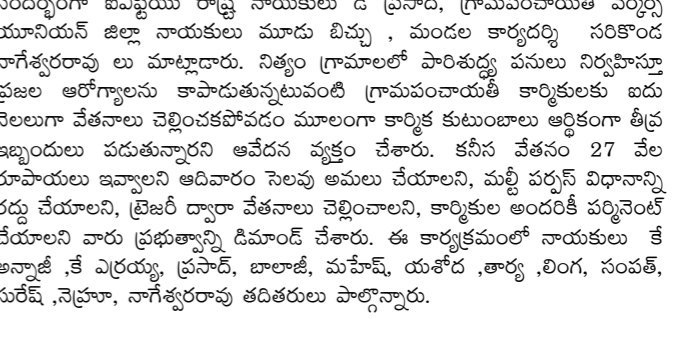 సందర్భంగా ఐఎఫ్టియు రాష్ట్ర నాయకులు డి ప్రసాద్, గ్రామపంచాయతీ వర్కర్స్
యూనియన్ జిల్లా నాయకులు మూడు బిచ్చు , మండల కార్యదర్శి సరికొండ
నాగేశ్వరరావు లు మాట్లాడారు. నిత్యం గ్రామాలలో పారిశుద్ధ్య పనులు నిర్వహిస్తూ
ప్రజల ఆరోగ్యాలను కాపాడుతున్నటువంటి గ్రామపంచాయతీ కార్మికులకు ఐదు
నెలలుగా వేతనాలు చెల్లించకపోవడం మూలంగా కార్మిక కుటుంబాలు ఆర్థికంగా తీవ్ర
ఇబ్బందులు పడుతున్నారని ఆవేదన వ్యక్తం చేశారు. కనీస వేతనం 27 వేల
రూపాయలు ఇవ్వాలని ఆదివారం సెలవు అమలు చేయాలని, మల్టీ పర్పస్ విధానాన్ని
రద్దు చేయాలని, ట్రెజరీ ద్వారా వేతనాలు చెల్లించాలని, కార్మికుల అందరికీ పర్మినెంట్
చేయాలని వారు ప్రభుత్వాన్ని డిమాండ్ చేశారు. ఈ కార్యక్రమంలో నాయకులు కే
అన్నాజీ ,కే ఎర్రయ్య, ప్రసాద్, బాలాజీ, మహేష్, యశోద ,తార్య ,లింగ, సంపత్,
సురేష్ ,నెహ్రూ, నాగేశ్వరరావు తదితరులు పాల్గొన్నారు.